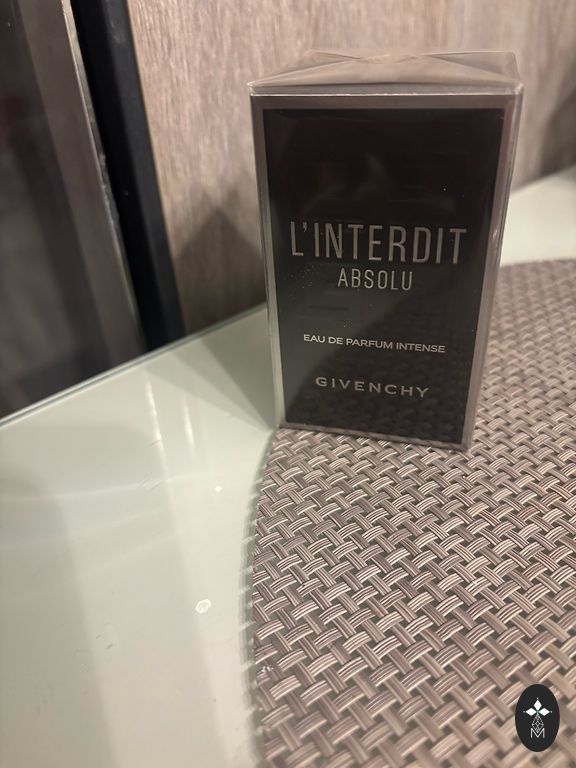 L'INTERDIT
ABSOLU
EAU DE PARFUM INTENSE
GIVENCHY
M